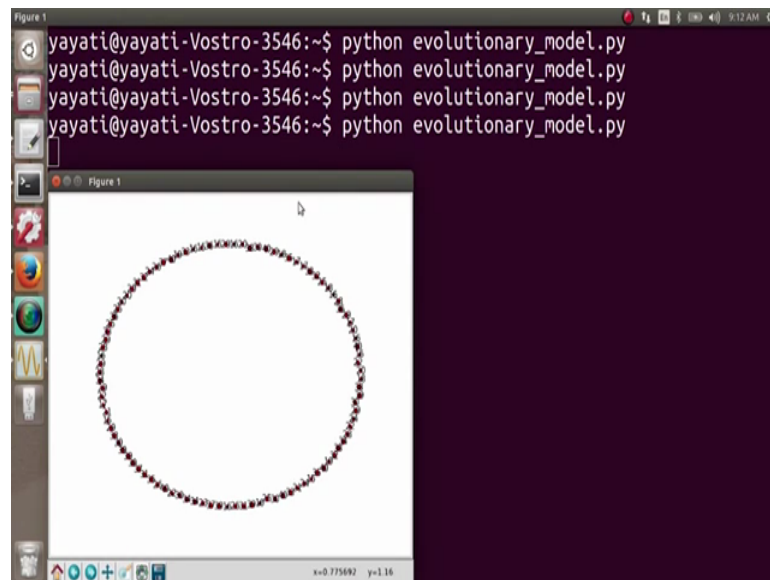 Figure 1
En 9:12 AM
yayati@yayati-Vostro-3546:~$ python evolutionary_model.py
yayati@yayati-Vostro-3546:~$ python evolutionary_model.py
yayati@yayati-Vostro-3546:~$ python evolutionary_model.py
yayati@yayati-Vostro-3546:~$ python evolutionary_model.py
Figure 1
x=0.775692 y=1.16